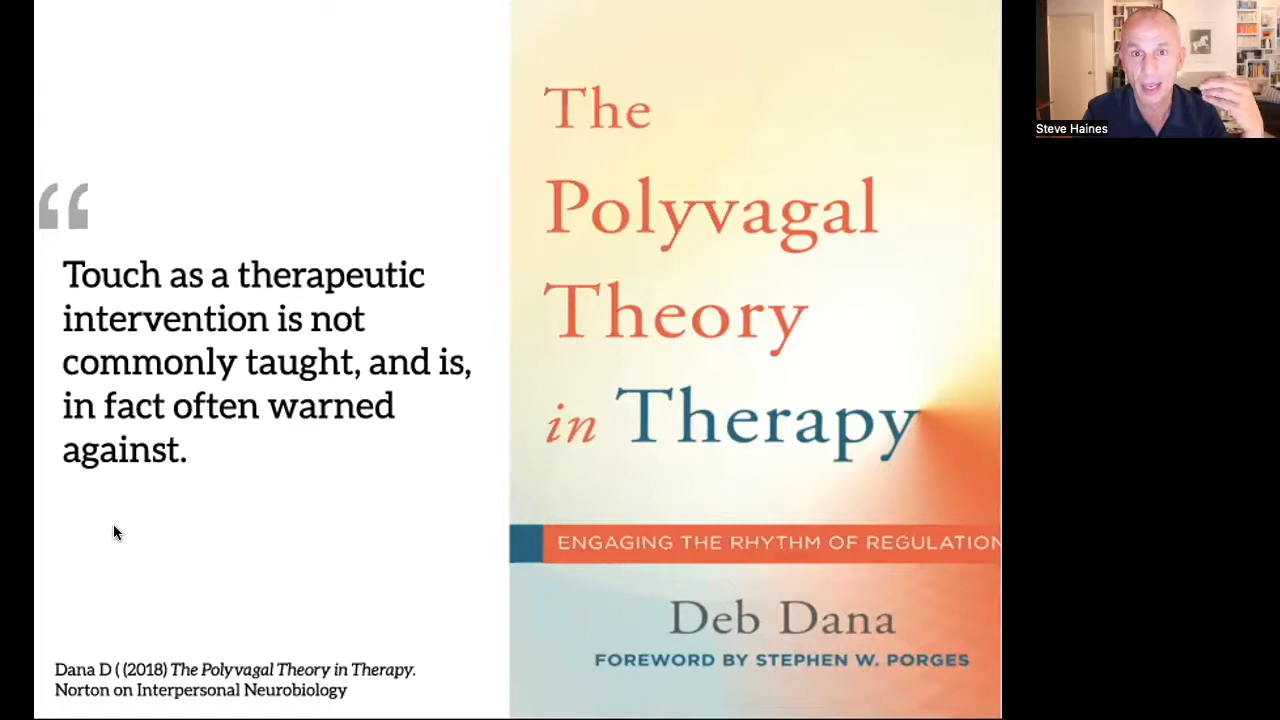 “
Touch as a therapeutic
intervention is not
commonly taught, and is,
in fact often warned
against.
Dana D ( (2018) The Polyvagal Theory in Therapy.
Norton on Interpersonal Neurobiology
The
Polyvagal
Theory
in Therapy
ENGAGING THE RHYTHM OF REGULATION
Deb Dana
FOREWORD BY STEPHEN W. PORGES
Steve Haines